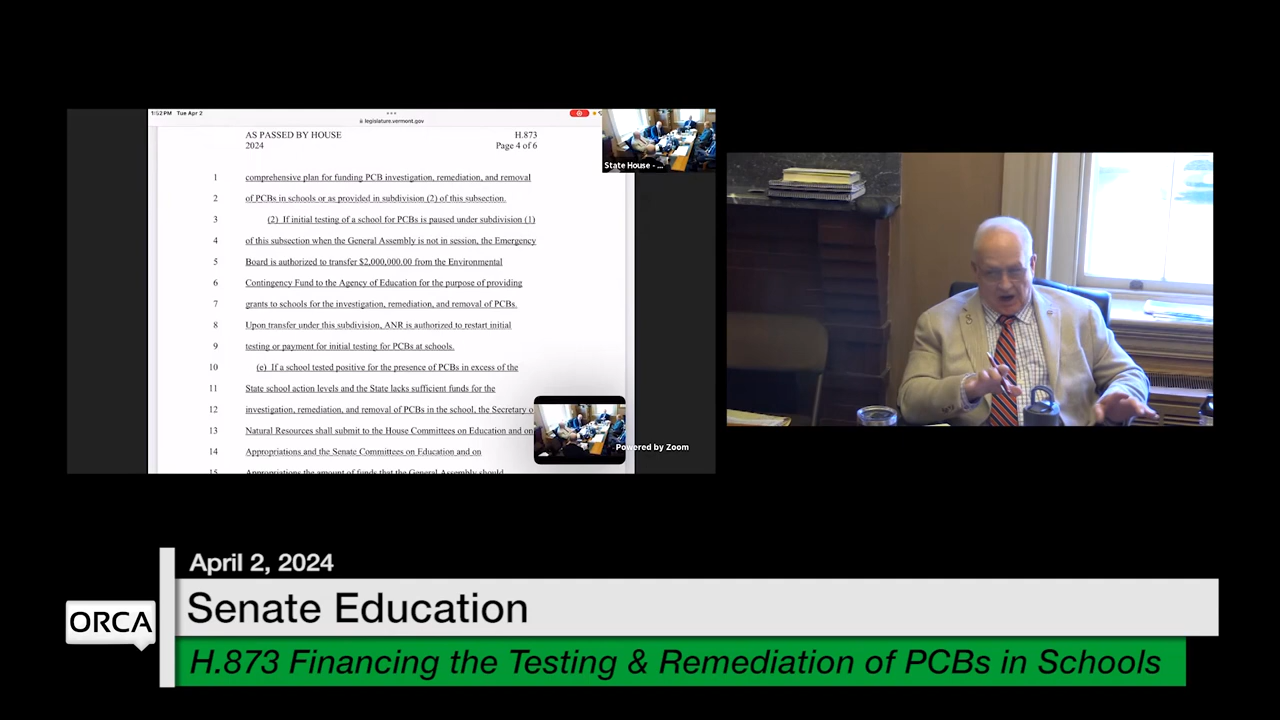 1:52 PM Tue Apr 2
legislature.vermont.gov
AS PASSED BY HOUSE H.873
2024 Page 4 of 6
State House - ...
1 comprehensive plan for funding PCB investigation, remediation, and removal
2 of PCBs in schools or as provided in subdivision (2) of this subsection.
3 (2) If initial testing of a school for PCBs is paused under subdivision (1)
4 of this subsection when the General Assembly is not in session, the Emergency
5 Board is authorized to transfer $2,000,000.00 from the Environmental
6 Contingency Fund to the Agency of Education for the purpose of providing
7 grants to schools for the investigation, remediation, and removal of PCBs.
8 Upon transfer under this subdivision, ANR is authorized to restart initial
9 testing or payment for initial testing for PCBs at schools.
10 (e) If a school tested positive for the presence of PCBs in excess of the
11 State school action levels and the State lacks sufficient funds for the
12 investigation, remediation, and removal of PCBs in the school, the Secretary o
13 Natural Resources shall submit to the House Committees on Education and on
14 Appropriations and the Senate Committees on Education and on
15 Appropriations the amount of funds that the General Assembly should
Powered by Zoom
April 2, 2024
Senate Education
ORCA
H.873 Financing the Testing & Remediation of PCBs in Schools